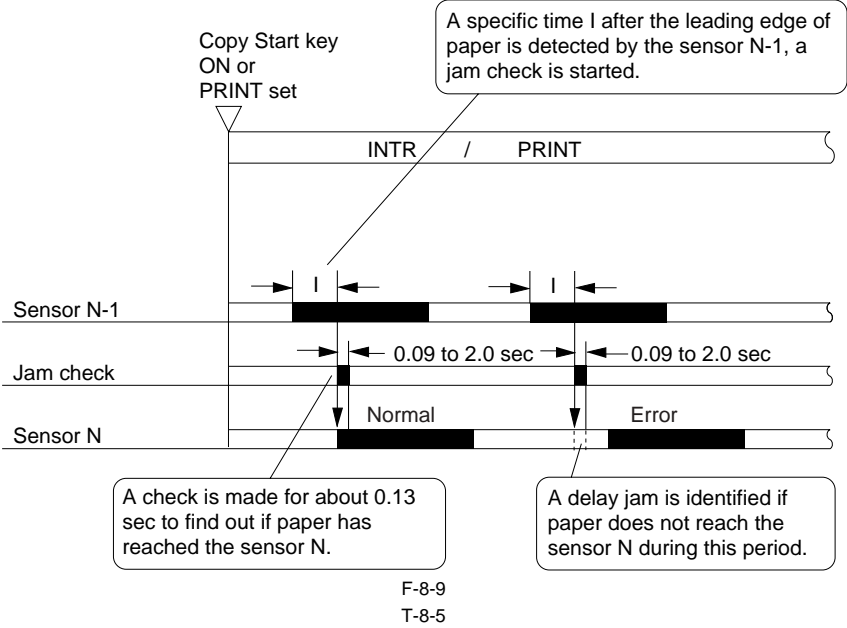 A specific time I after the leading edge of
paper is detected by the sensor N-1, a
jam check is started.
Copy Start key
ON or
PRINT set
INTR / PRINT
I I
Sensor N-1
0.09 to 2.0 sec 0.09 to 2.0 sec
Jam check
Normal Error
Sensor N
A check is made for about 0.13
sec to find out if paper has
reached the sensor N.
A delay jam is identified if
paper does not reach the
sensor N during this period.
F-8-9
T-8-5